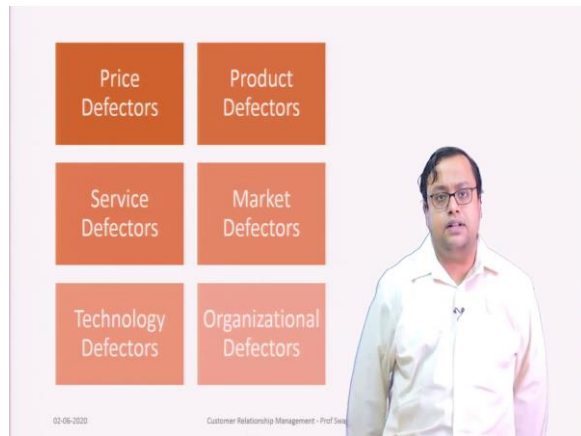 Price
Defectors
Product
Defectors
Service
Defectors
Market
Defectors
Technology
Defectors
Organizational
Defectors
02-06-2020
Customer Relationship Management - Prof